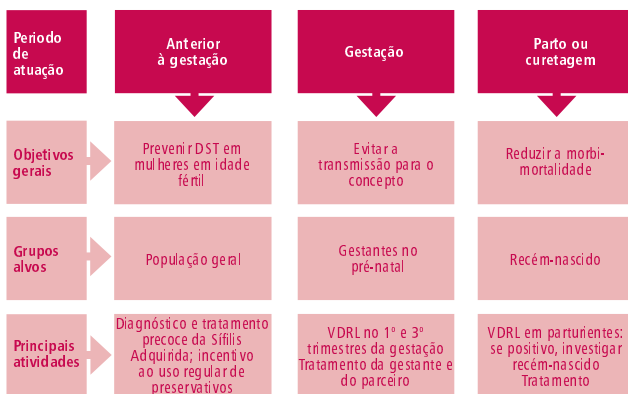 Periodo
de
atuação
Anterior
à gestação
Gestação
Parto ou
curetagem
Objetivos
gerais
Prevenir DST em
mulheres em idade
fértil
Evitar a
transmissão para o
concepto
Reduzir a morbi-
mortalidade
Grupos
alvos
População geral
Gestantes no
pré-natal
Recém-nascido
Principais
atividades
Diagnóstico e tratamento
precoce da Sífilis
Adquirida; incentivo
ao uso regular de
preservativos
VDRL no 1º e 3º
trimestres da gestação
Tratamento da gestante e
do parceiro
VDRL em parturientes:
se positivo, investigar
recém-nascido
Tratamento